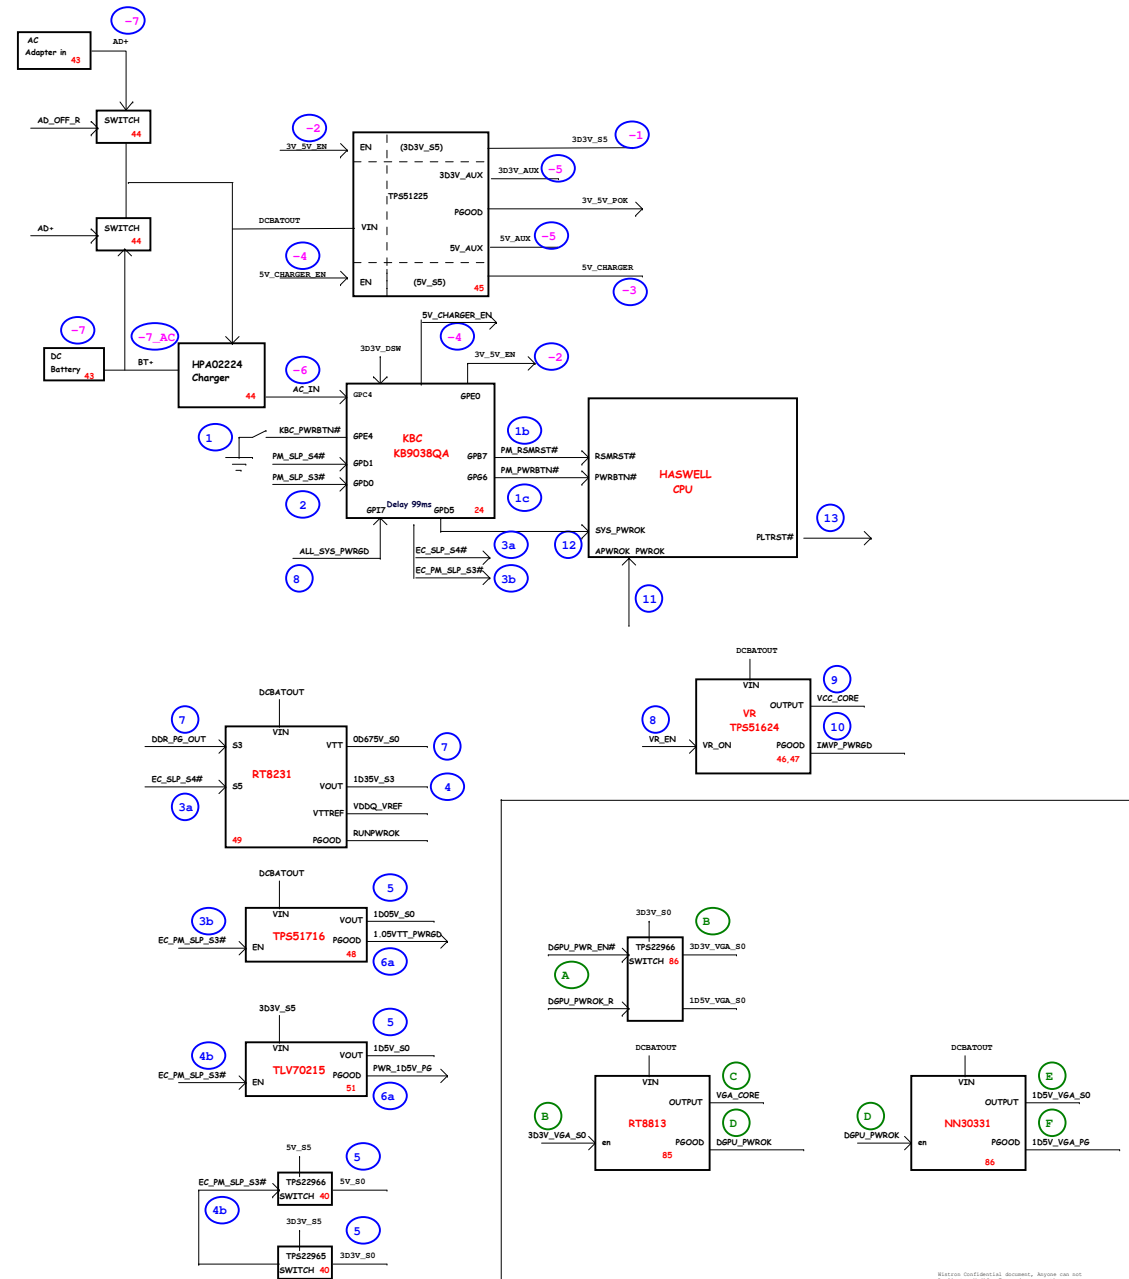 -7
AC
Adapter in
43
AD+
AD_OFF_R
SWITCH
44
-2
3V_5V_EN
EN
(3D3V_S5)
3D3V_S5
-1
3D3V_AUX
3D3V_AUX
-5
TPS51225
PGOOD
3V_5V_POK
DCBATOUT
VIN
AD+
SWITCH
44
5V_AUX
5V_AUX
-5
-4
5V_CHARGER_EN
EN
(5V_S5)
45
5V_CHARGER
-3
5V_CHARGER_EN
-4
-7
-7_AC
DC
Battery
43
BT+
HPA02224
Charger
44
3D3V_DSW
3V_5V_EN
-2
-6
AC_IN
GPC4
GPE0
1
KBC_PWRBTN#
GPE4
KBC
KB9038QA
1b
PM_RSMRST#
GPB7
RSMRST#
HASWELL
CPU
PM_SLP_S4#
GPD1
PM_SLP_S3#
GPD0
GPG6
PM_PWRBTN#
PWRBTN#
1c
2
Delay 99ms
GPI7
GPD5
24
13
SYS_PWROK
12
PLTRST#
3a
ALL_SYS_PWRGD
EC_SLP_S4#
APWROK PWROK
8
EC_PM_SLP_S3#
3b
11
DCBATOUT
VIN
9
OUTPUT
VCC_CORE
VR
TPS51624
8
VR_EN
VR_ON
10
PGOOD
IMVP_PWRGD
46,47
DCBATOUT
VIN
7
DDR_PG_OUT
S3
VTT
0D675V_S0
7
RT8231
EC_SLP_S4#
S5
VOUT
1D35V_S3
4
3a
VTTREF
VDDQ_VREF
49
PGOOD
RUNPWROK
DCBATOUT
VIN
5
3b
VOUT
1D05V_S0
TPS51716
EC_PM_SLP_S3#
EN
PGOOD
1.05VTT_PWRGD
48
6a
3D3V_S0
B
DGPU_PWR_EN#
TPS22966
SWITCH 86
3D3V_VGA_S0
A
DGPU_PWROK_R
1D5V_VGA_S0
3D3V_S5
VIN
5
4b
VOUT
1D5V_S0
TLV70215
EC_PM_SLP_S3#
EN
PGOOD
PWR_1D5V_PG
51
6a
DCBATOUT
VIN
C
OUTPUT
VGA_CORE
B
RT8813
D
3D3V_VGA_S0
en
PGOOD
DGPU_PWROK
85
DCBATOUT
VIN
E
OUTPUT
1D5V_VGA_S0
D
NN30331
F
DGPU_PWROK
en
PGOOD
1D5V_VGA_PG
86
5V_S5
5
EC_PM_SLP_S3#
TPS22966
SWITCH 40
5V_S0
4b
3D3V_S5
5
TPS22965
SWITCH 40
3D3V_S0
Wistron Confidential document, Anyone can not